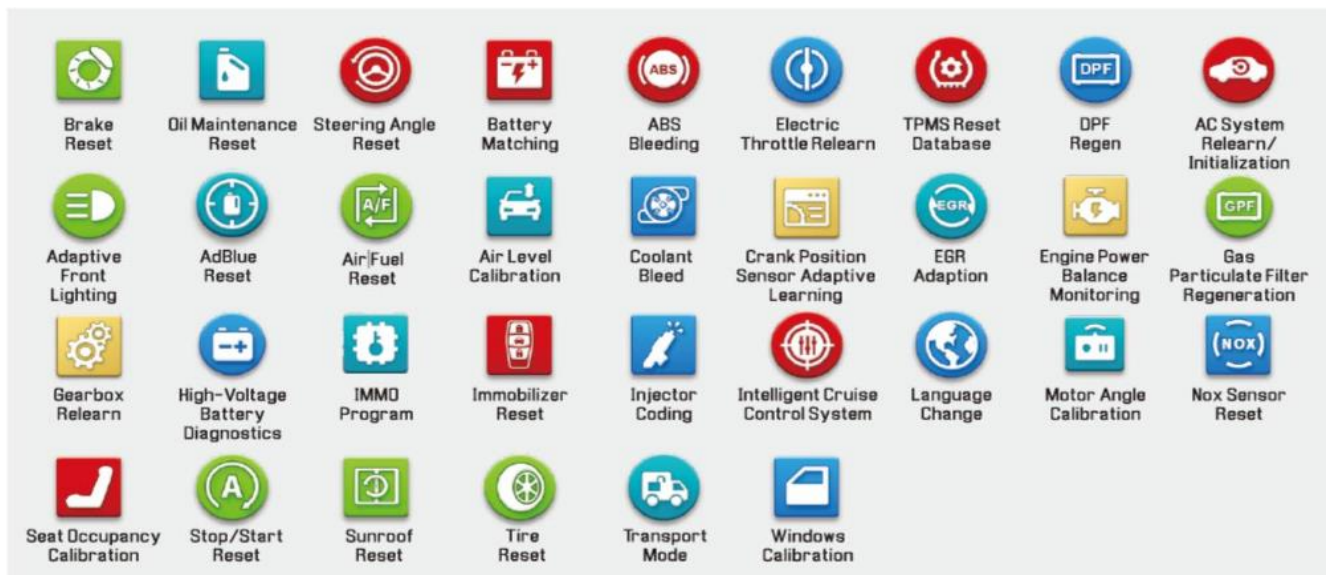 ABS
DPF
Brake
Reset
Oil Maintenance
Reset
Steering Angle
Reset
Battery
Matching
ABS
Bleeding
Electric
Throttle Relearn
TPMS Reset
Database
DPF
Regen
AC System
Relearn/
Initialization
A/F
EGR
GPF
Adaptive
Front
Lighting
AdBlue
Reset
Air|Fuel
Reset
Air Level
Calibration
Coolant
Bleed
Crank Position
Sensor Adaptive
Learning
EGR
Adaption
Engine Power
Balance
Monitoring
Gas
Particulate Filter
Regeneration
NOX
Gearbox
Relearn
High-Voltage
Battery
Diagnostics
IMMO
Program
Immobilizer
Reset
Injector
Coding
Intelligent Cruise
Control System
Language
Change
Motor Angle
Calibration
Nox Sensor
Reset
A
Seat Occupancy
Calibration
Stop/Start
Reset
Sunroof
Reset
Tire
Reset
Transport
Mode
Windows
Calibration